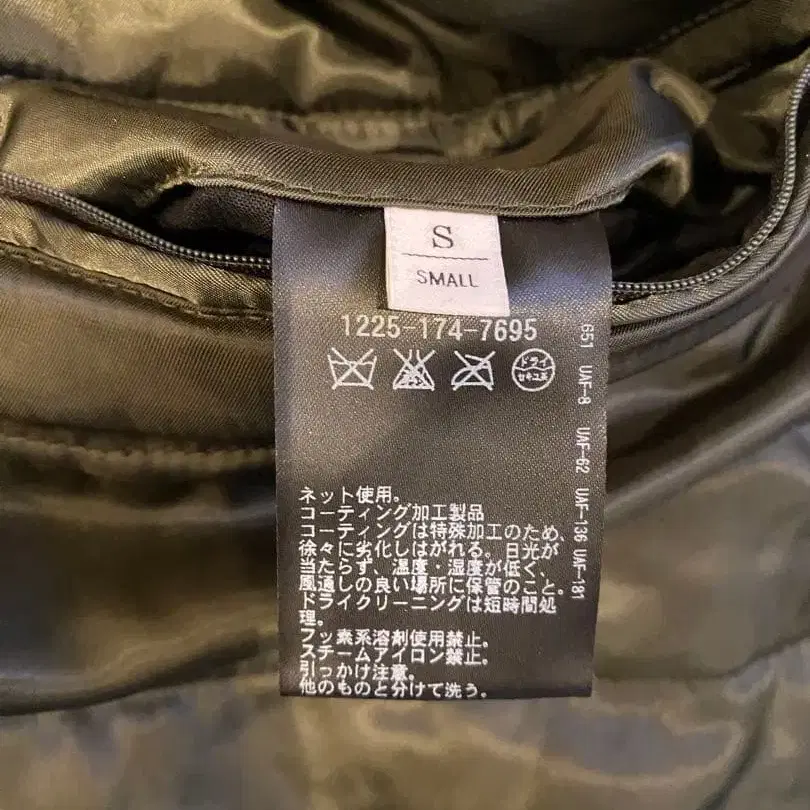 S
SMALL
1225-174-7695
ドライ
セキユ系
ネット使用。
コーティング加工製品
コーティングは特殊加工のため、
徐々に劣化しはがれる。日光が
当たらず、温度・湿度が低く、
風通しの良い場所に保管のこと。
ドライクリーニングは短時間処
理。
フッ素系溶剤使用禁止。
スチームアイロン禁止。
引っかけ注意。
他のものと分けて洗う。
651 UAF-8 UAF-62 UAF-136 UAF-181